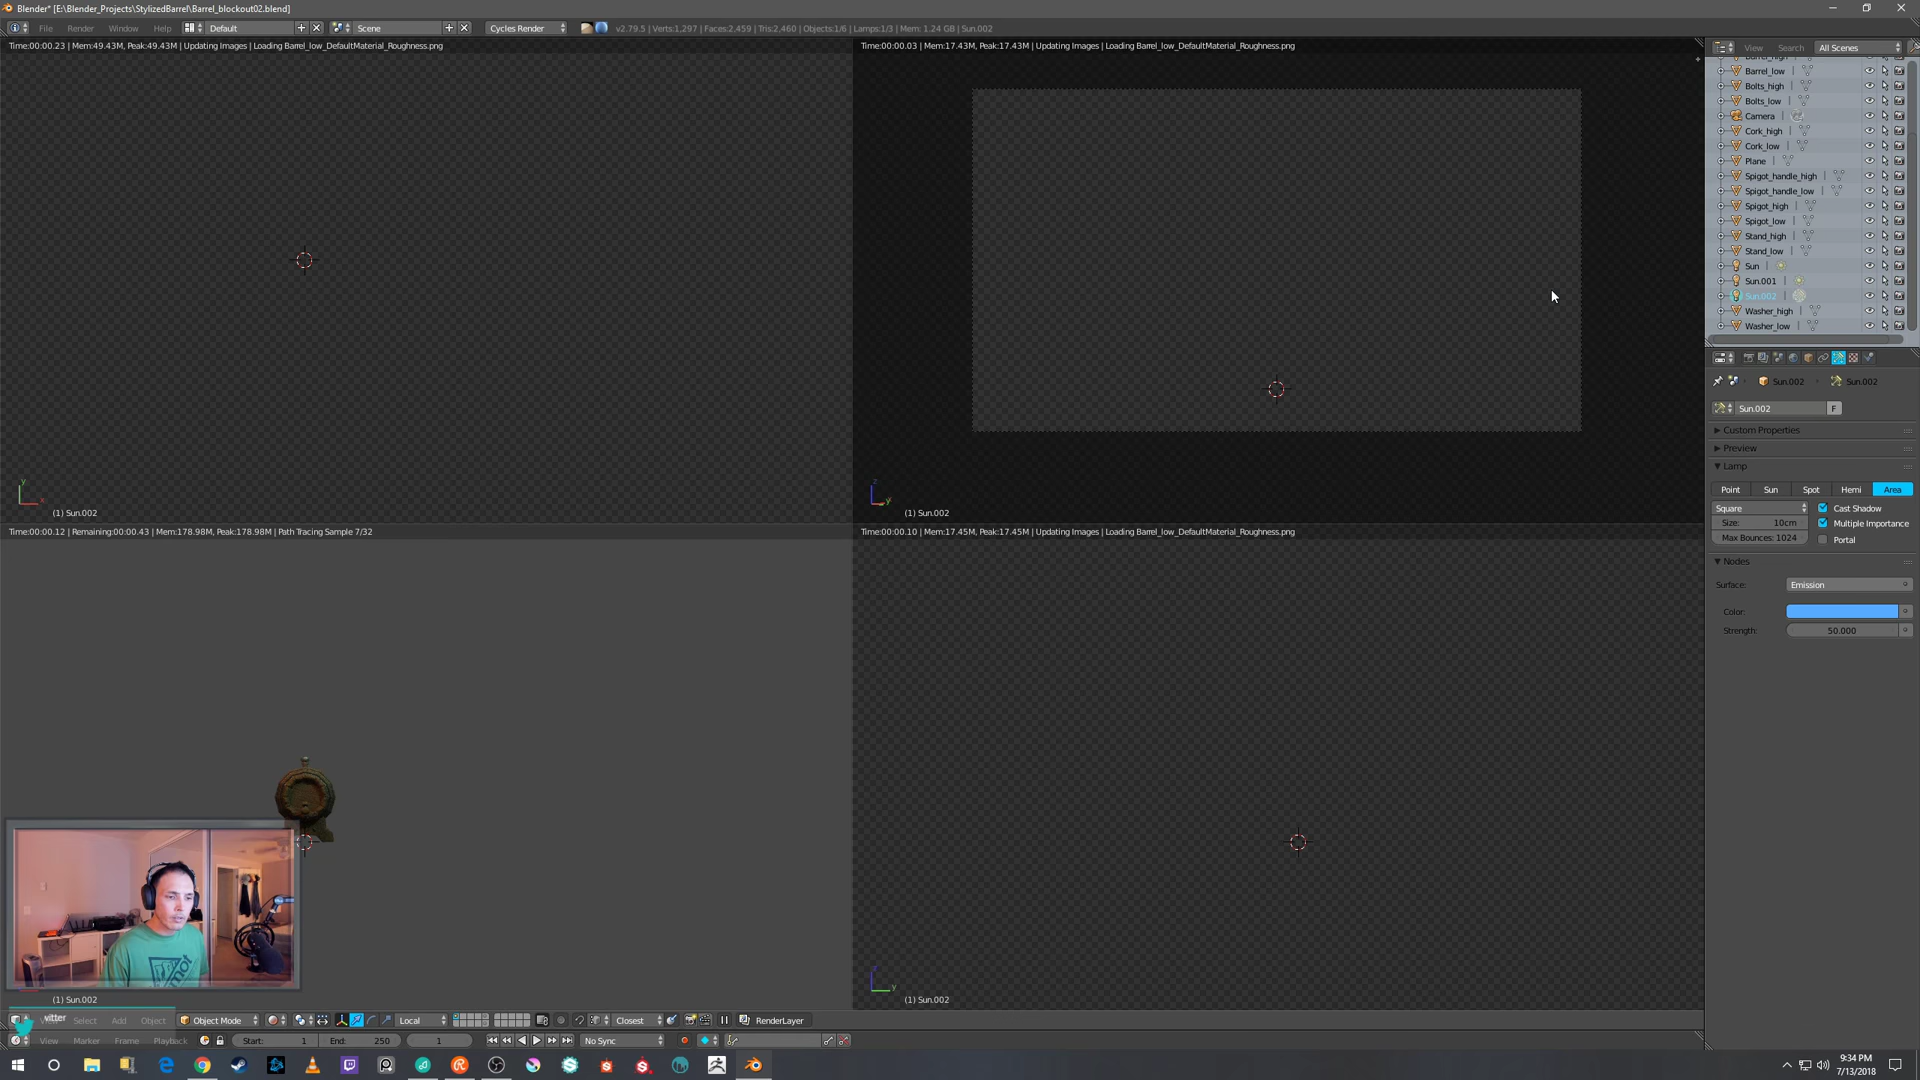 Blender* [E:\Blender_Projects\StylizedBarrel\Barrel_blockout02.blend]
File Render Window Help Default Scene Cycles Render v2.79.5 | Verts:1,297 | Faces:2,459 | Tris:2,460 | Objects:1/6 | Lamps:1/3 | Mem: 1.24 GB | Sun.002
Time:00:00.23 | Mem:49.43M, Peak:49.43M | Updating Images | Loading Barrel_low_DefaultMaterial_Roughness.png
Time:00:00.03 | Mem:17.43M, Peak:17.43M | Updating Images | Loading Barrel_low_DefaultMaterial_Roughness.png
View Search All Scenes
Barrel_high
Barrel_low
Bolts_high
Bolts_low
Camera
Cork_high
Cork_low
Plane
Spigot_handle_high
Spigot_handle_low
Spigot_high
Spigot_low
Stand_high
Stand_low
Sun
Sun.001
Sun.002
Washer_high
Washer_low
Sun.002 Sun.002
Sun.002 F
Custom Properties
Preview
Lamp
Point Sun Spot Hemi Area
Square Cast Shadow
Size: 10cm Multiple Importance
Max Bounces: 1024 Portal
Nodes
Surface: Emission
Color:
Strength: 50.000
y x
(1) Sun.002
z y
(1) Sun.002
Time:00:00.12 | Remaining:00:00.43 | Mem:178.98M, Peak:178.98M | Path Tracing Sample 7/32
Time:00:00.10 | Mem:17.45M, Peak:17.45M | Updating Images | Loading Barrel_low_DefaultMaterial_Roughness.png
(1) Sun.002
z y
(1) Sun.002
vitter
Select Add Object Object Mode Local Closest RenderLayer
View Marker Frame Playback Start: 1 End: 250 1 No Sync
9:34 PM
7/13/2018